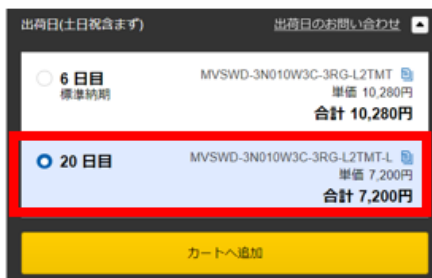 出荷日(土日祝含まず)
出荷日のお問い合わせ
6 日目
標準納期
MVSWD-3N010W3C-3RG-L2TMT
単価 10,280円
合計 10,280円
20 日目
MVSWD-3N010W3C-3RG-L2TMT-L
単価 7,200円
合計 7,200円
カートへ追加